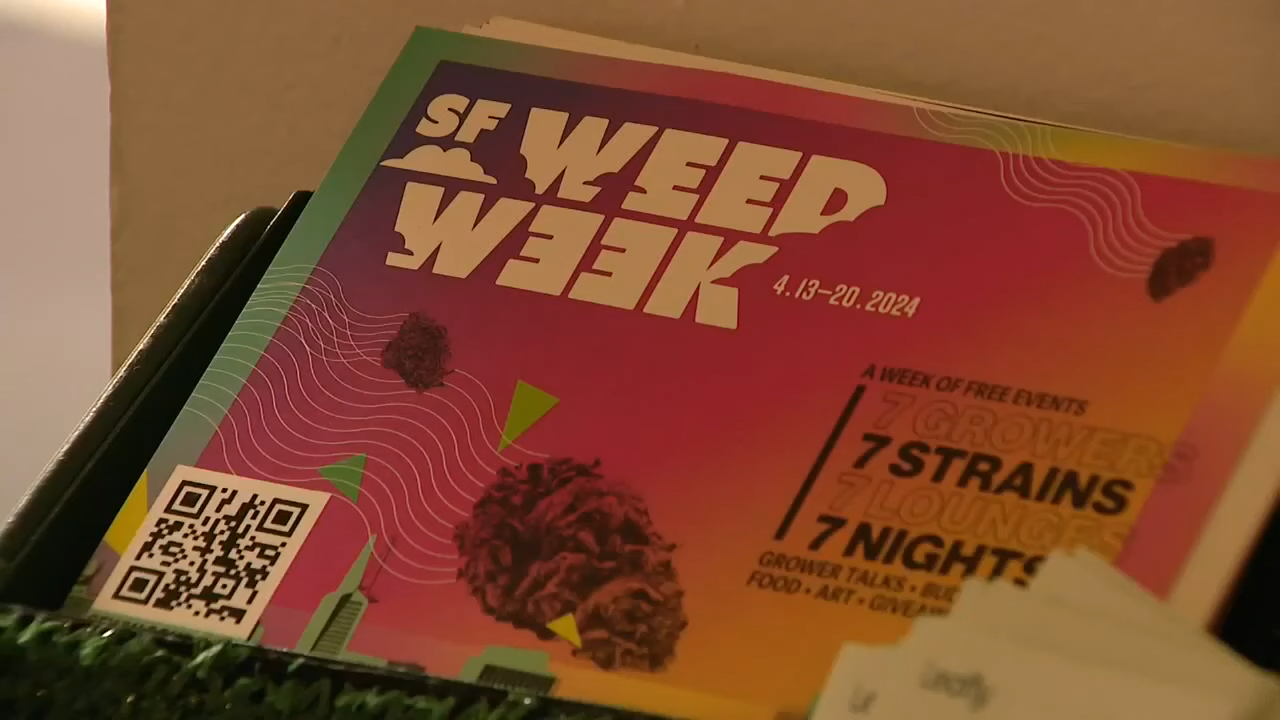 SF WEED
WEEK
4.13–20.2024
A WEEK OF FREE EVENTS
7 GROWERS
7 STRAINS
7 LOUNGES
7 NIGHTS
GROWER TALKS •
FOOD • ART •